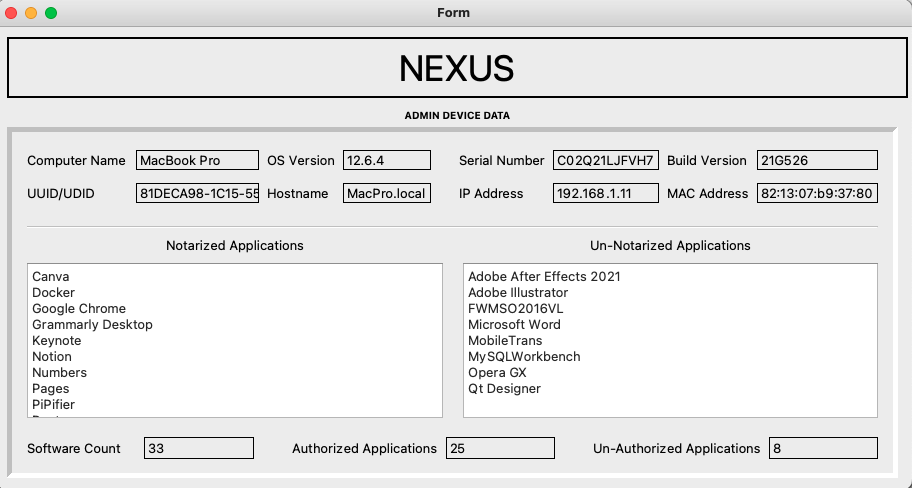 Form
NEXUS
ADMIN DEVICE DATA
Computer Name MacBook Pro OS Version 12.6.4 Serial Number C02Q21LJFVH7 Build Version 21G526
UUID/UDID 81DECA98-1C15-55 Hostname MacPro.local IP Address 192.168.1.11 MAC Address 82:13:07:b9:37:80
Notarized Applications
Canva
Docker
Google Chrome
Grammarly Desktop
Keynote
Notion
Numbers
Pages
PiPifier
Un-Notarized Applications
Adobe After Effects 2021
Adobe Illustrator
FWMSO2016VL
Microsoft Word
MobileTrans
MySQLWorkbench
Opera GX
Qt Designer
Software Count 33 Authorized Applications 25 Un-Authorized Applications 8